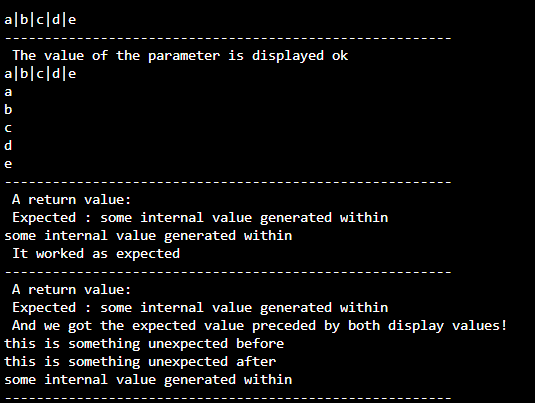 a|b|c|d|e
--------------------------------------------------------
The value of the parameter is displayed ok
a|b|c|d|e
a
b
c
d
e
--------------------------------------------------------
A return value:
Expected : some internal value generated within
some internal value generated within
It worked as expected
--------------------------------------------------------
A return value:
Expected : some internal value generated within
And we got the expected value preceded by both display values!
this is something unexpected before
this is something unexpected after
some internal value generated within
--------------------------------------------------------